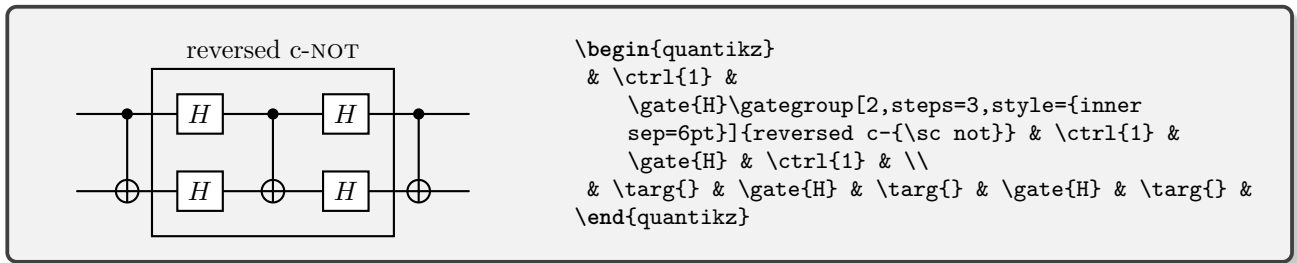 reversed c-NOT
H
H
H
H
\begin{quantikz}
 & \ctrl{1} &
    \gate{H}\gategroup[2,steps=3,style={inner
    sep=6pt}]{reversed c-{\sc not}} & \ctrl{1} &
    \gate{H} & \ctrl{1} & \\
 & \targ{} & \gate{H} & \targ{} & \gate{H} & \targ{} &
\end{quantikz}